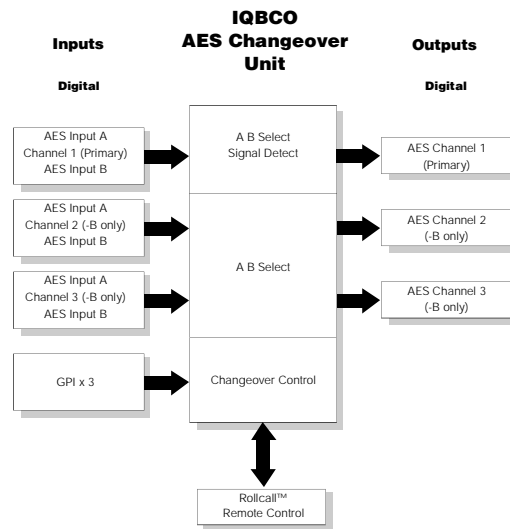 IQBCO
AES Changeover
Unit
Inputs
Outputs
Digital
Digital
AES Input A
Channel 1 (Primary)
AES Input B
A B Select
Signal Detect
AES Channel 1
(Primary)
AES Input A
Channel 2 (-B only)
AES Input B
AES Channel 2
(-B only)
AES Input A
Channel 3 (-B only)
AES Input B
A B Select
AES Channel 3
(-B only)
GPI x 3
Changeover Control
Rollcall™
Remote Control